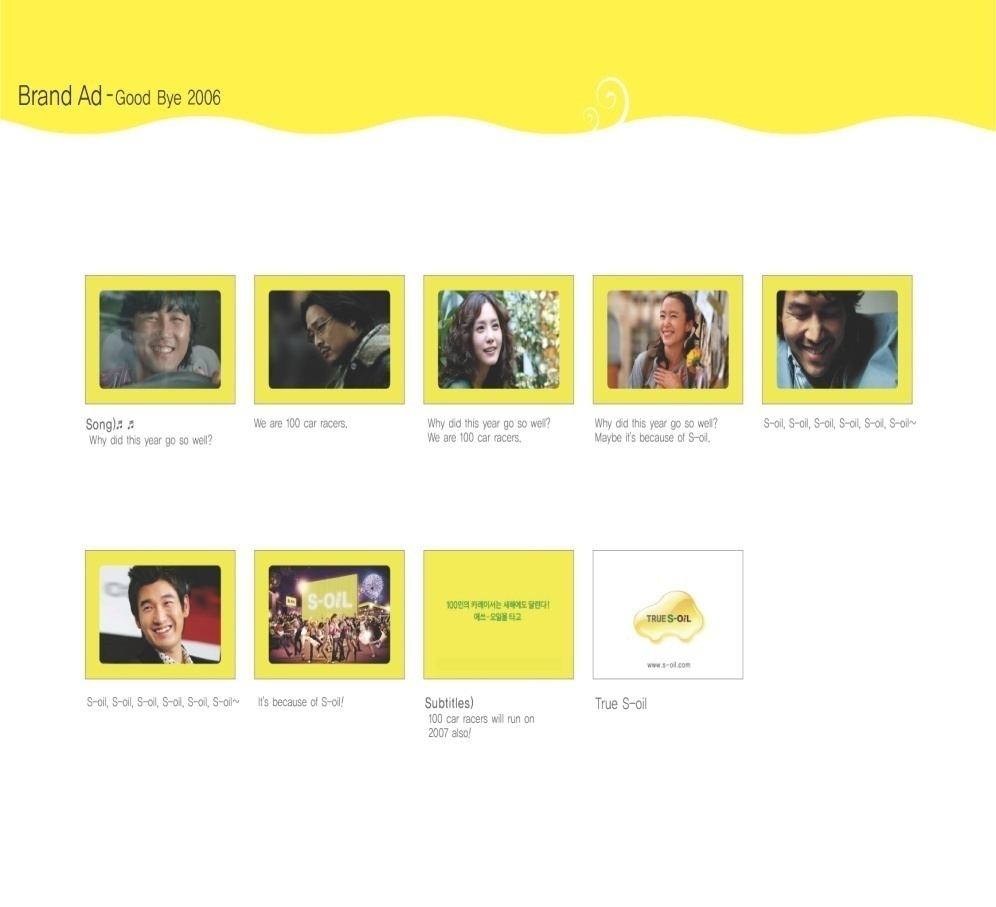 Brand Ad - Good Bye 2006
Song)♬ ♬
Why did this year go so well?
We are 100 car racers.
Why did this year go so well?
We are 100 car racers.
Why did this year go so well?
Maybe it's because of S-oil.
S-oil, S-oil, S-oil, S-oil, S-oil, S-oil~
S-OIL
100인의 카레이서는 새해에도 달린다!
에쓰-오일을 타고
TRUE S-OIL
www.s-oil.com
S-oil, S-oil, S-oil, S-oil, S-oil, S-oil~
It's because of S-oil!
Subtitles)
100 car racers will run on
2007 also!
True S-oil